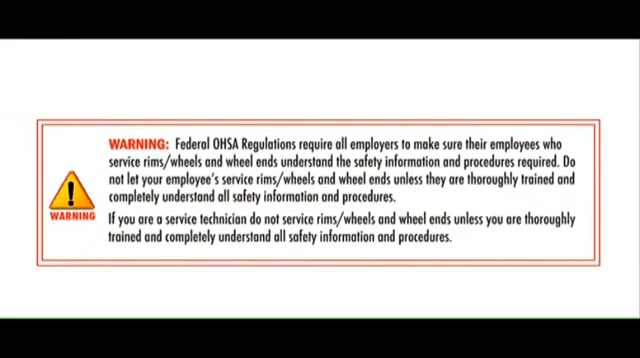 WARNING: Federal OHSA Regulations require all employers to make sure their employees who
service rims/wheels and wheel ends understand the safety information and procedures required. Do
not let your employee's service rims/wheels and wheel ends unless they are thoroughly trained and
completely understand all safety information and procedures.
If you are a service technician do not service rims/wheels and wheel ends unless you are thoroughly
trained and completely understand all safety information and procedures.
WARNING